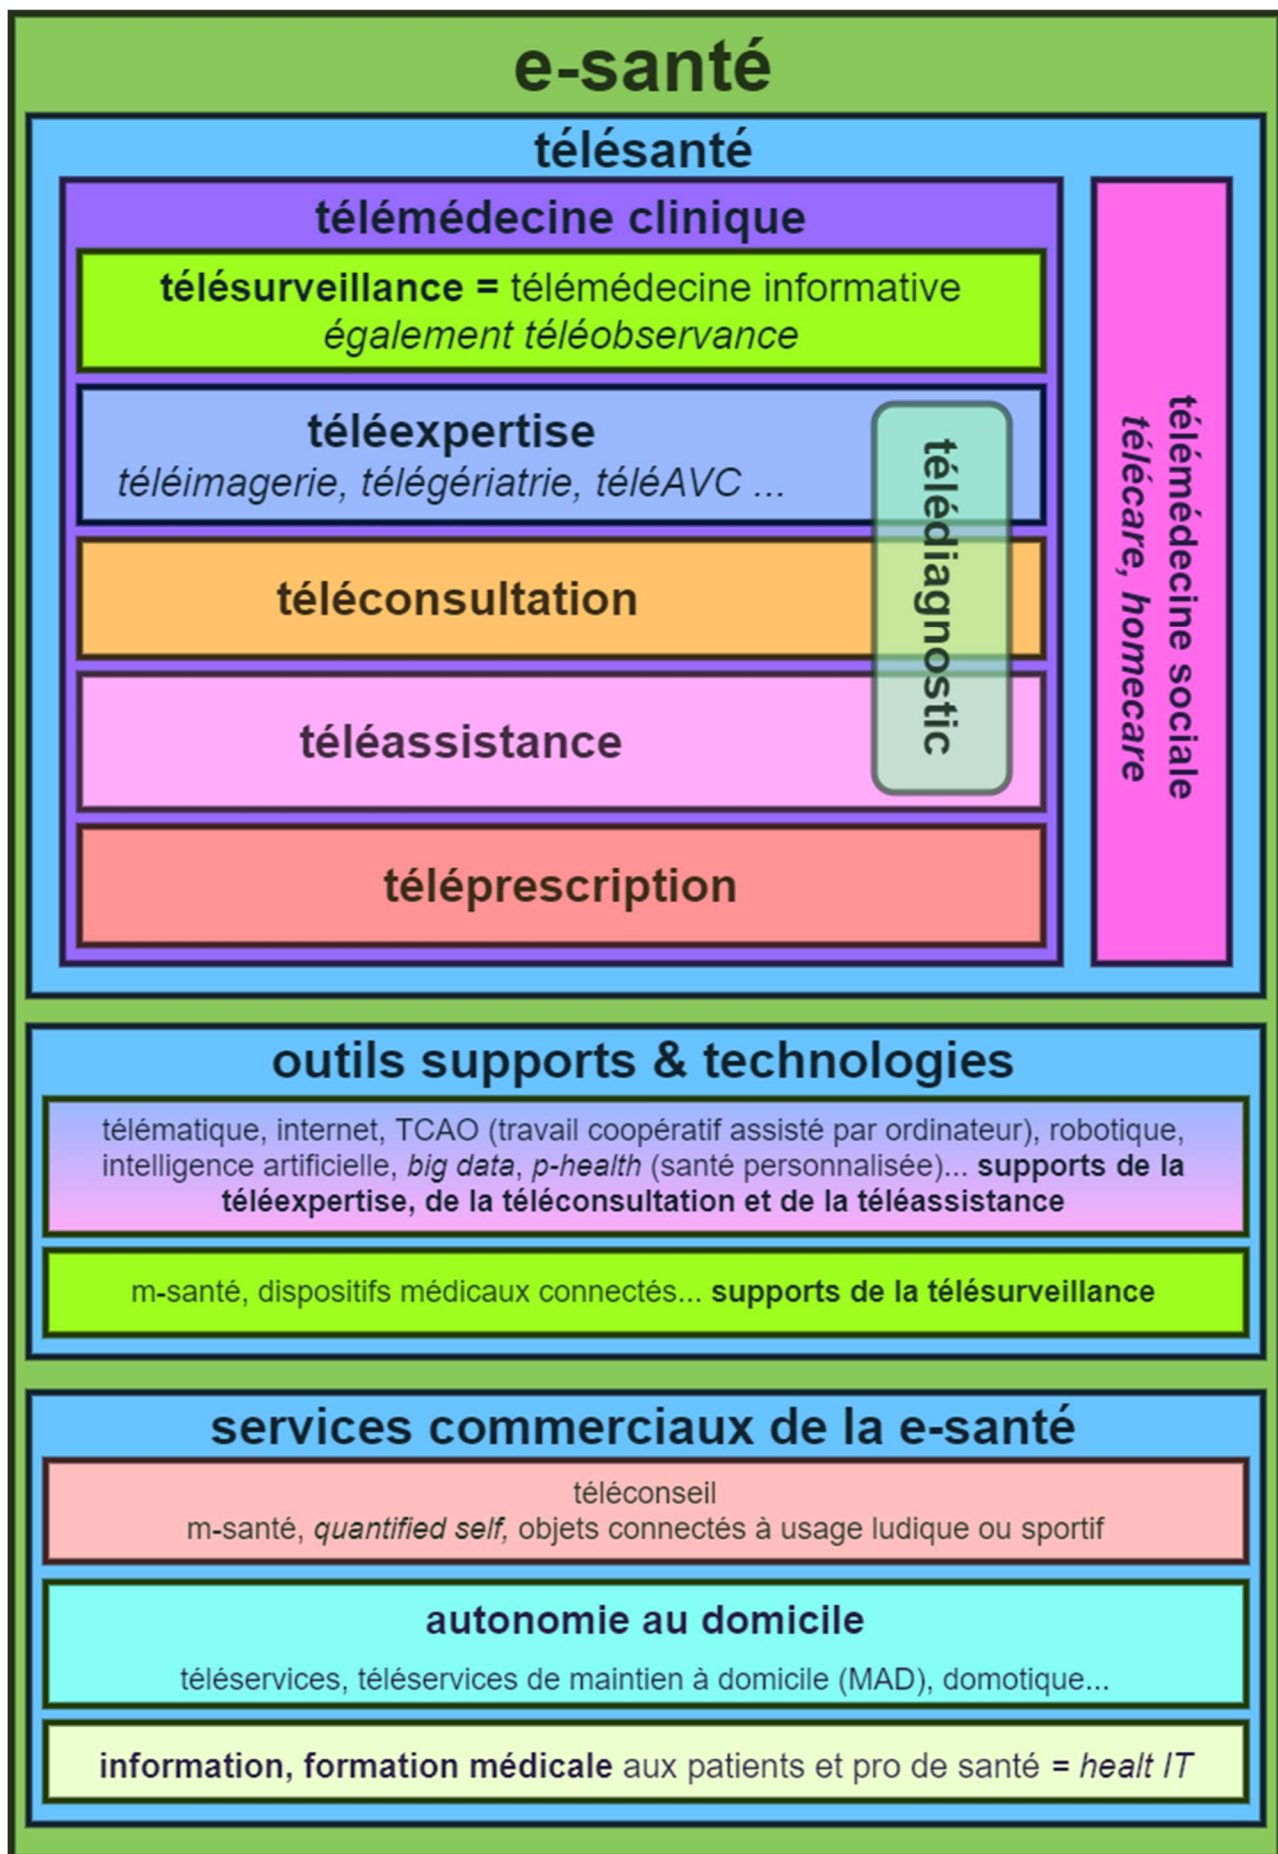 e-santé
télésanté
télémédecine clinique
télésurveillance = télémédecine informative
également téléobservance
téléexpertise
téléimagerie, télégériatrie, téléAVC ...
téléconsultation
téléassistance
téléprescription
télédiagnostic
télémédecine sociale
télécare, homecare
outils supports & technologies
télématique, internet, TCAO (travail coopératif assisté par ordinateur), robotique,
intelligence artificielle, big data, p-health (santé personnalisée)... supports de la
téléexpertise, de la téléconsultation et de la téléassistance
m-santé, dispositifs médicaux connectés... supports de la télésurveillance
services commerciaux de la e-santé
téléconseil
m-santé, quantified self, objets connectés à usage ludique ou sportif
autonomie au domicile
téléservices, téléservices de maintien à domicile (MAD), domotique...
information, formation médicale aux patients et pro de santé = healt IT